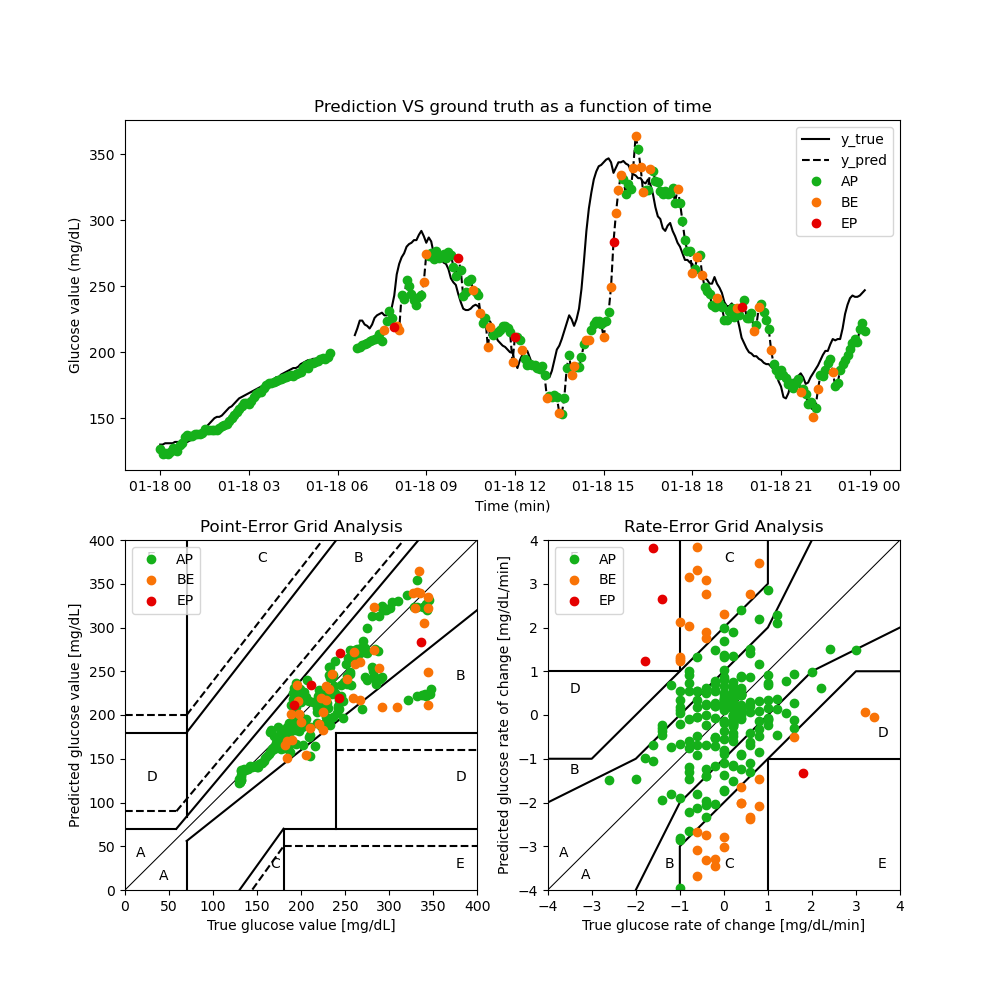 Prediction VS ground truth as a function of time
Glucose value (mg/dL)
350
300
250
200
150
y_true
y_pred
AP
BE
EP
01-18 00 01-18 03 01-18 06 01-18 09 01-18 12 01-18 15 01-18 18 01-18 21 01-19 00
Time (min)
Point-Error Grid Analysis
Predicted glucose value [mg/dL]
400
350
300
250
200
150
100
50
0
AP
BE
EP
C
B
B
D
D
A
A
C
E
0 50 100 150 200 250 300 350 400
True glucose value [mg/dL]
Rate-Error Grid Analysis
Predicted glucose rate of change [mg/dL/min]
4
3
2
1
0
−1
−2
−3
−4
AP
BE
EP
C
D
D
B
A
A
B
C
E
−4 −3 −2 −1 0 1 2 3 4
True glucose rate of change [mg/dL/min]